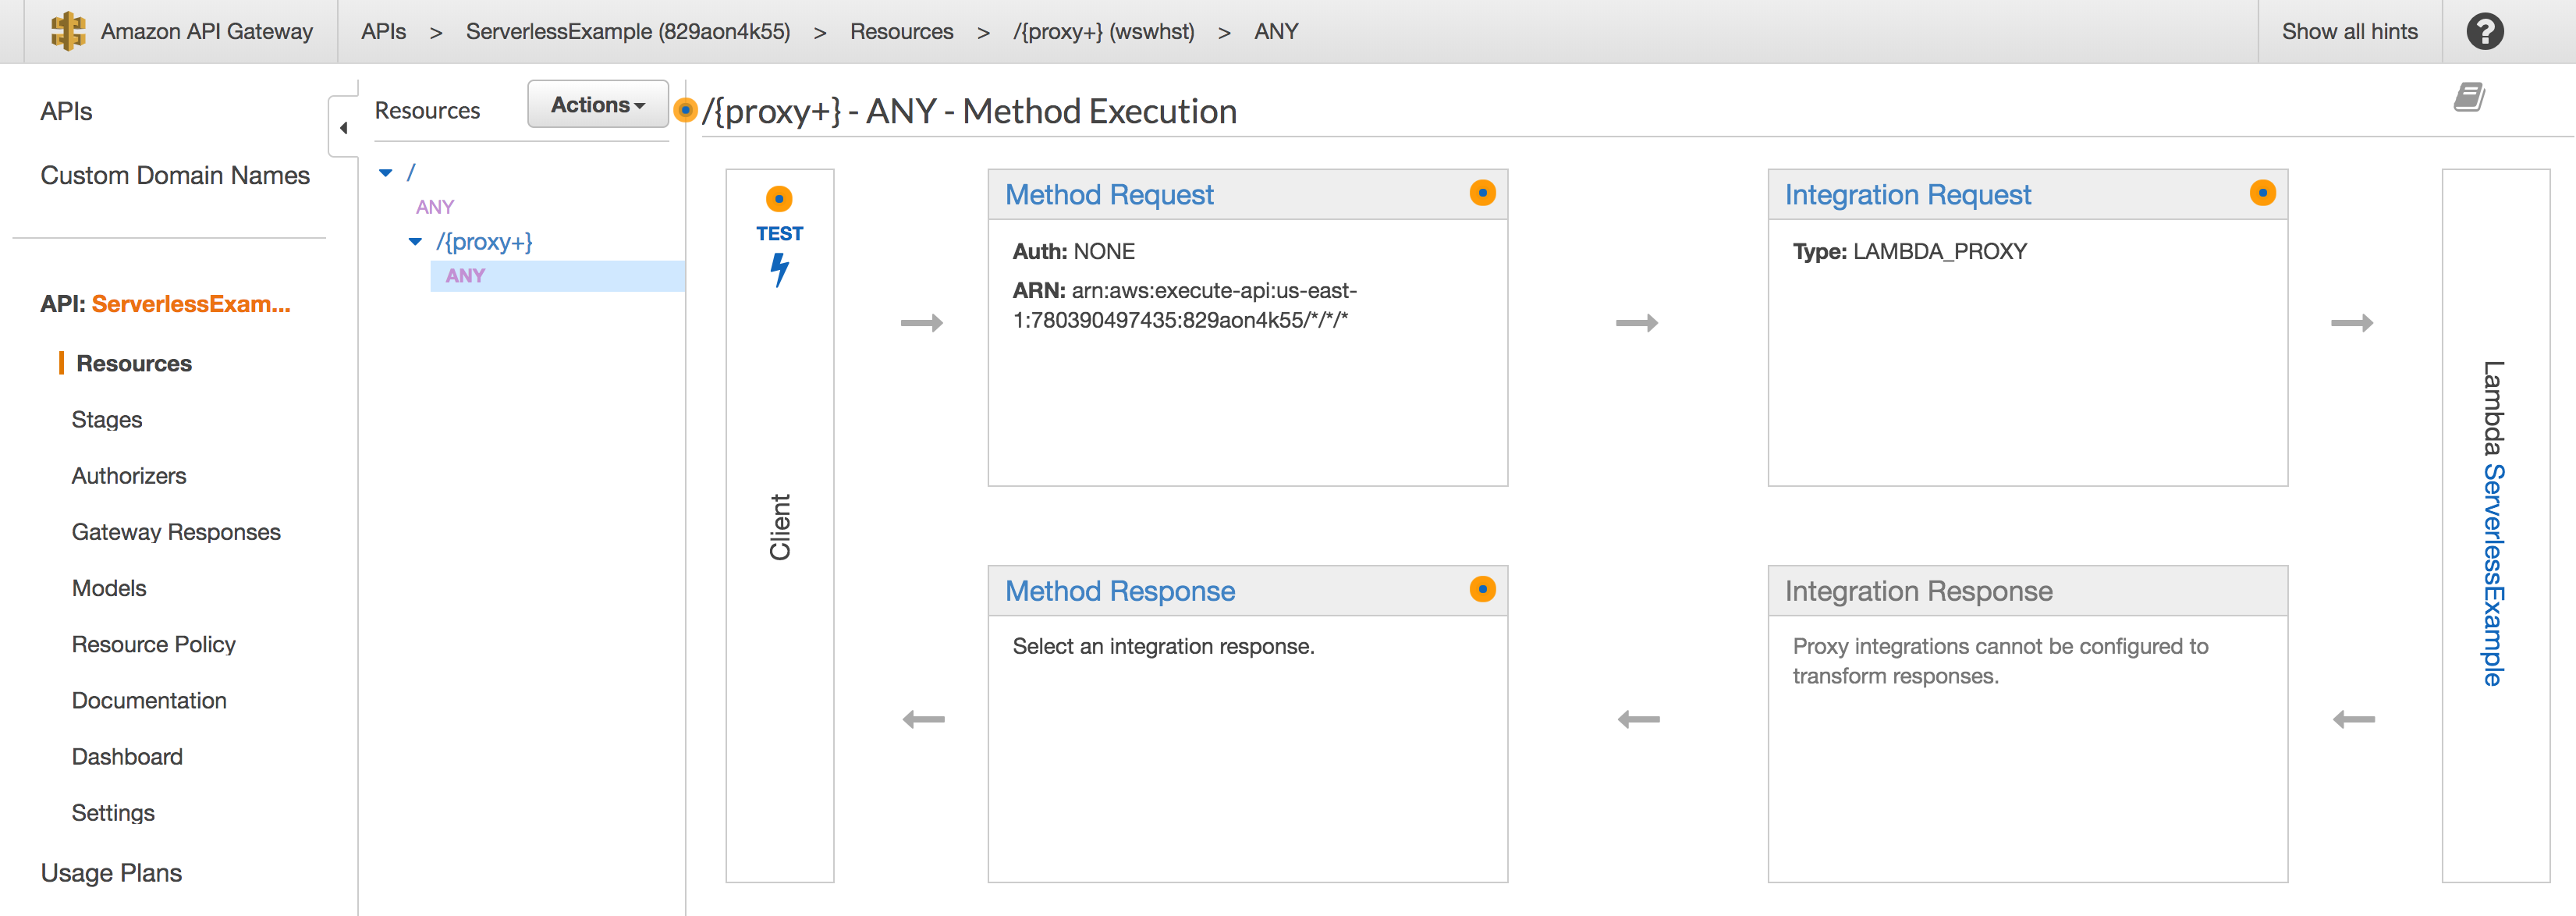 Amazon API Gateway
APIs > ServerlessExample (829aon4k55) > Resources > /{proxy+} (wswhst) > ANY
Show all hints
?
APIs
Custom Domain Names
API: ServerlessExam...
Resources
Stages
Authorizers
Gateway Responses
Models
Resource Policy
Documentation
Dashboard
Settings
Usage Plans
Resources
Actions
/
ANY
/{proxy+}
ANY
/{proxy+} - ANY - Method Execution
TEST
Client
Method Request
Auth: NONE
ARN: arn:aws:execute-api:us-east-
1:780390497435:829aon4k55/*/*/*
Integration Request
Type: LAMBDA_PROXY
Lambda ServerlessExample
Method Response
Select an integration response.
Integration Response
Proxy integrations cannot be configured to
transform responses.